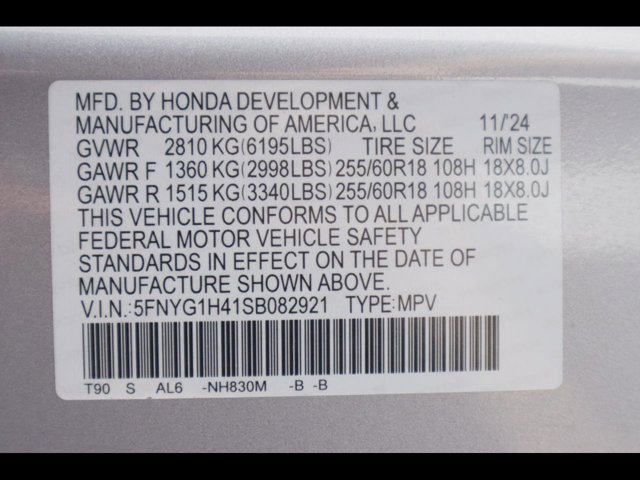 MFD. BY HONDA DEVELOPMENT &
MANUFACTURING OF AMERICA, LLC 11/'24
GVWR 2810 KG(6195LBS) TIRE SIZE RIM SIZE
GAWR F 1360 KG(2998LBS) 255/60R18 108H 18X8.0J
GAWR R 1515 KG(3340LBS) 255/60R18 108H 18X8.0J
THIS VEHICLE CONFORMS TO ALL APPLICABLE
FEDERAL MOTOR VEHICLE SAFETY
STANDARDS IN EFFECT ON THE DATE OF
MANUFACTURE SHOWN ABOVE.
V.I.N.:5FNYG1H41SB082921 TYPE:MPV
T90 S AL6 -NH830M -B -B